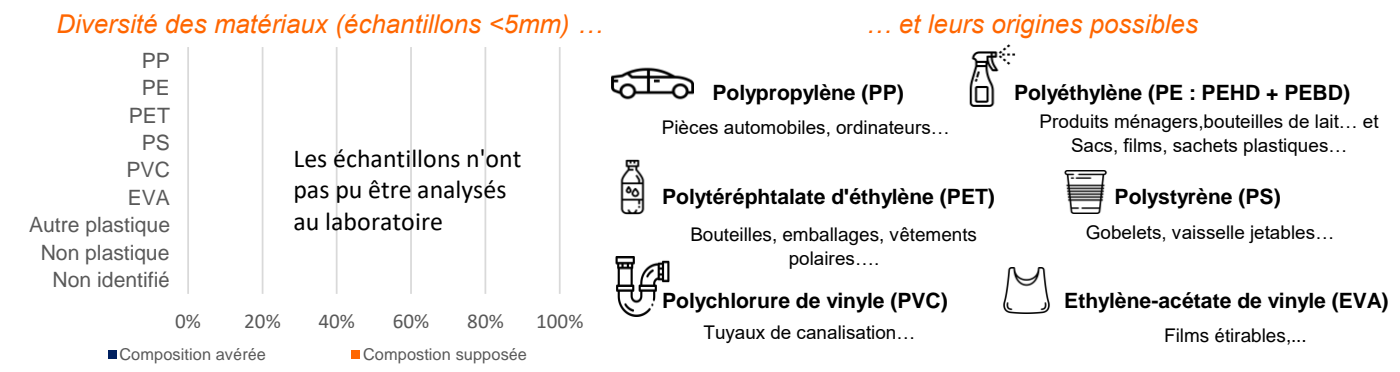 Diversité des matériaux (échantillons <5mm) …
PP
PE
PET
PS
PVC
EVA
Autre plastique
Non plastique
Non identifié
Les échantillons n'ont
pas pu être analysés
au laboratoire
0% 20% 40% 60% 80% 100%
Composition avérée Compostion supposée
… et leurs origines possibles
Polypropylène (PP)
Pièces automobiles, ordinateurs…
Polyéthylène (PE : PEHD + PEBD)
Produits ménagers,bouteilles de lait… et
Sacs, films, sachets plastiques…
Polytéréphtalate d'éthylène (PET)
Bouteilles, emballages, vêtements
polaires….
Polystyrène (PS)
Gobelets, vaisselle jetables…
Polychlorure de vinyle (PVC)
Tuyaux de canalisation…
Ethylène-acétate de vinyle (EVA)
Films étirables,...